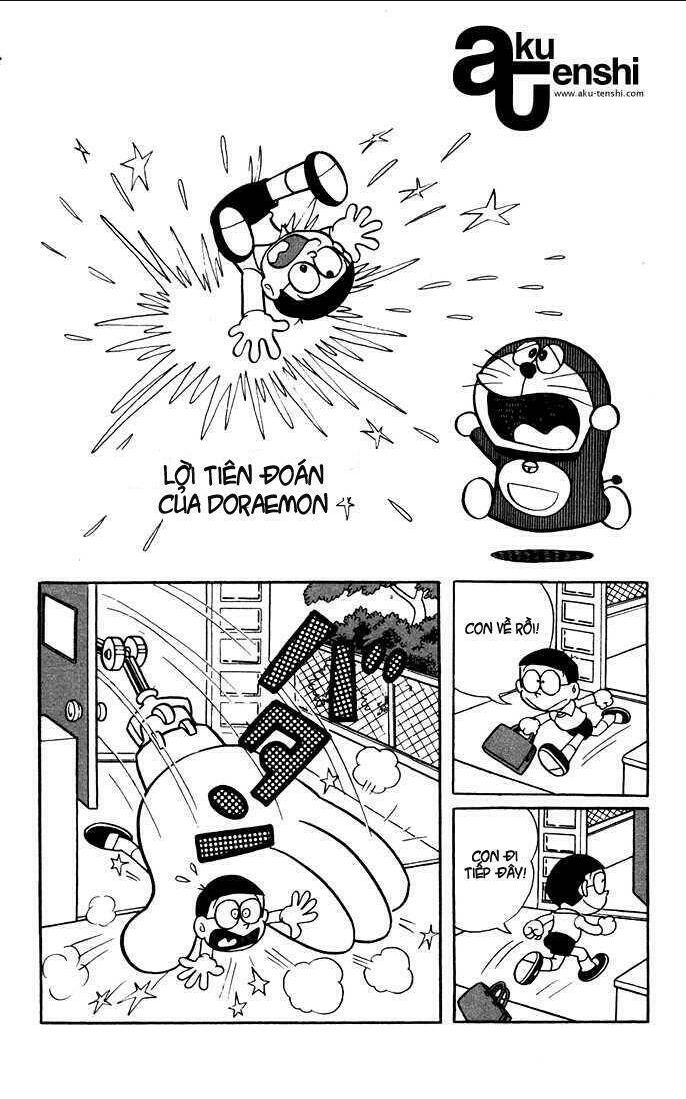 aku
tenshi
www.aku-tenshi.com
LỜI TIÊN ĐOÁN
CỦA DORAEMON
CON VỀ RỒI!
CON ĐI
TIẾP ĐÂY!